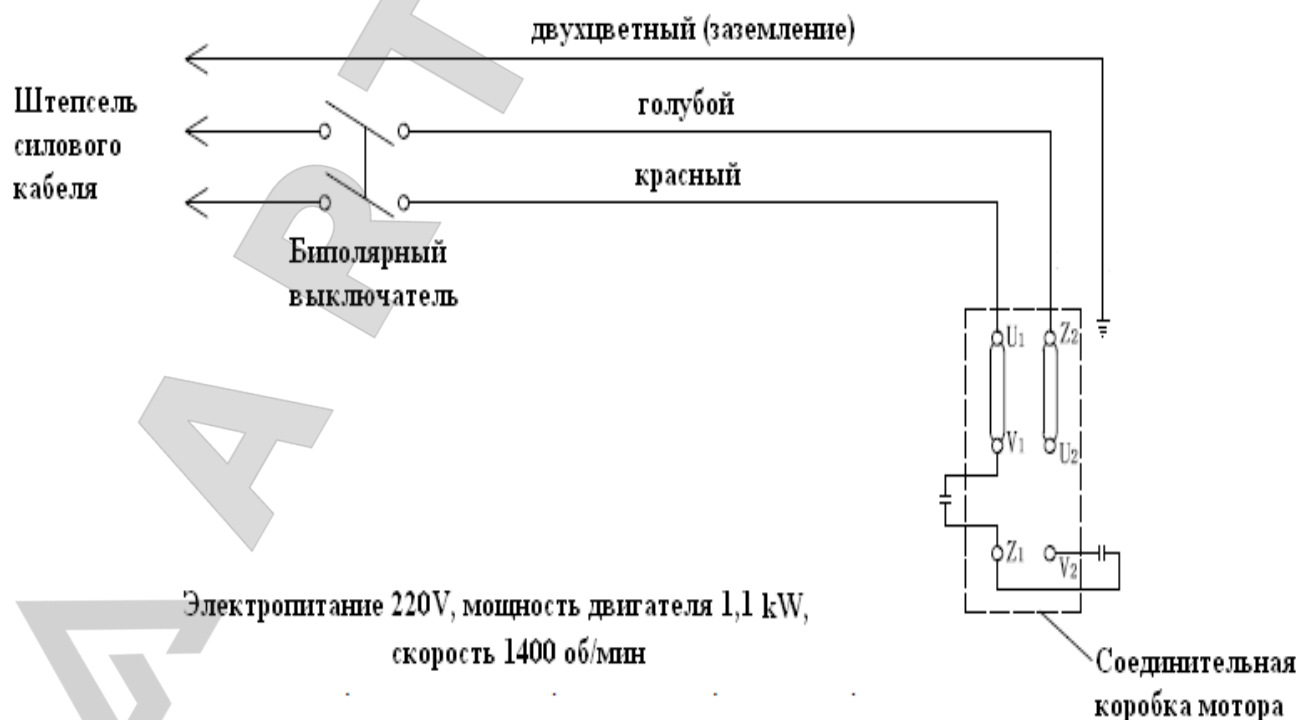 двухцветный (заземление)
Штепсель
силового
кабеля
голубой
красный
Биполярный
выключатель
U1 Z2
V1 U2
Z1 V2
Электропитание 220V, мощность двигателя 1,1 kW,
скорость 1400 об/мин
Соединительная
коробка мотора
ART